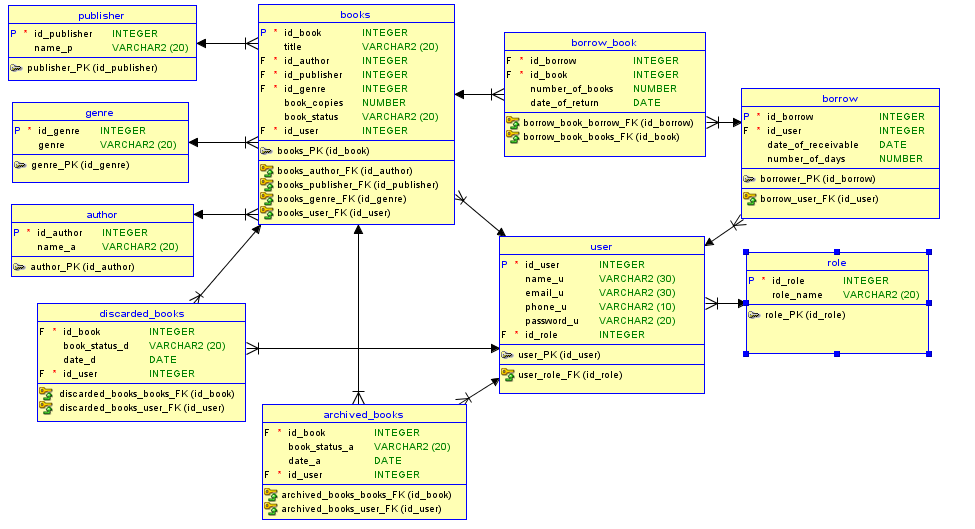 publisher
P * id_publisher INTEGER
name_p VARCHAR2 (20)
publisher_PK (id_publisher)
books
P * id_book INTEGER
title VARCHAR2 (20)
F * id_author INTEGER
F * id_publisher INTEGER
F * id_genre INTEGER
book_copies NUMBER
book_status VARCHAR2 (20)
F * id_user INTEGER
books_PK (id_book)
books_author_FK (id_author)
books_publisher_FK (id_publisher)
books_genre_FK (id_genre)
books_user_FK (id_user)
borrow_book
F * id_borrow INTEGER
F * id_book INTEGER
number_of_books NUMBER
date_of_return DATE
borrow_book_borrow_FK (id_borrow)
borrow_book_books_FK (id_book)
borrow
P * id_borrow INTEGER
F * id_user INTEGER
date_of_receivable DATE
number_of_days NUMBER
borrower_PK (id_borrow)
borrow_user_FK (id_user)
genre
P * id_genre INTEGER
genre VARCHAR2 (20)
genre_PK (id_genre)
author
P * id_author INTEGER
name_a VARCHAR2 (20)
author_PK (id_author)
user
P * id_user INTEGER
name_u VARCHAR2 (30)
email_u VARCHAR2 (30)
phone_u VARCHAR2 (10)
password_u VARCHAR2 (20)
F * id_role INTEGER
user_PK (id_user)
user_role_FK (id_role)
role
P * id_role INTEGER
role_name VARCHAR2 (20)
role_PK (id_role)
discarded_books
F * id_book INTEGER
book_status_d VARCHAR2 (20)
date_d DATE
F * id_user INTEGER
discarded_books_books_FK (id_book)
discarded_books_user_FK (id_user)
archived_books
F * id_book INTEGER
book_status_a VARCHAR2 (20)
date_a DATE
F * id_user INTEGER
archived_books_books_FK (id_book)
archived_books_user_FK (id_user)